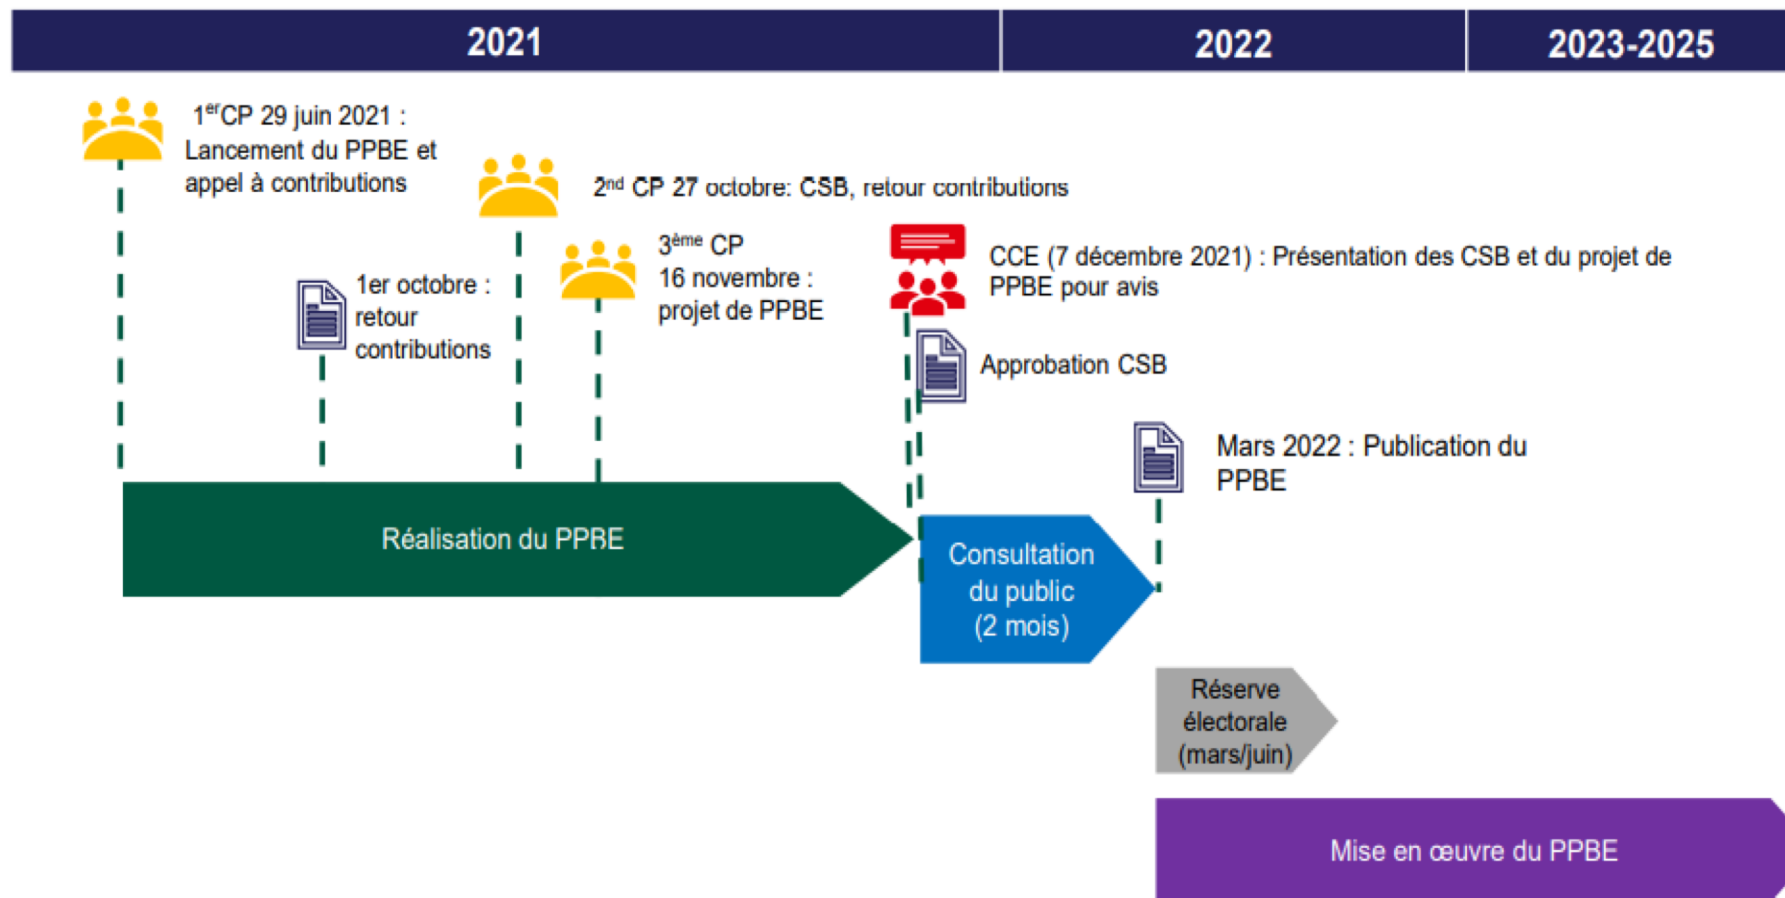 2021
2022
2023-2025
1erCP 29 juin 2021 :
Lancement du PPBE et
appel à contributions
2nd CP 27 octobre: CSB, retour contributions
3ème CP
16 novembre :
projet de PPBE
1er octobre :
retour
contributions
CCE (7 décembre 2021) : Présentation des CSB et du projet de
PPBE pour avis
Approbation CSB
Mars 2022 : Publication du
PPBE
Réalisation du PPBE
Consultation
du public
(2 mois)
Réserve
électorale
(mars/juin)
Mise en œuvre du PPBE